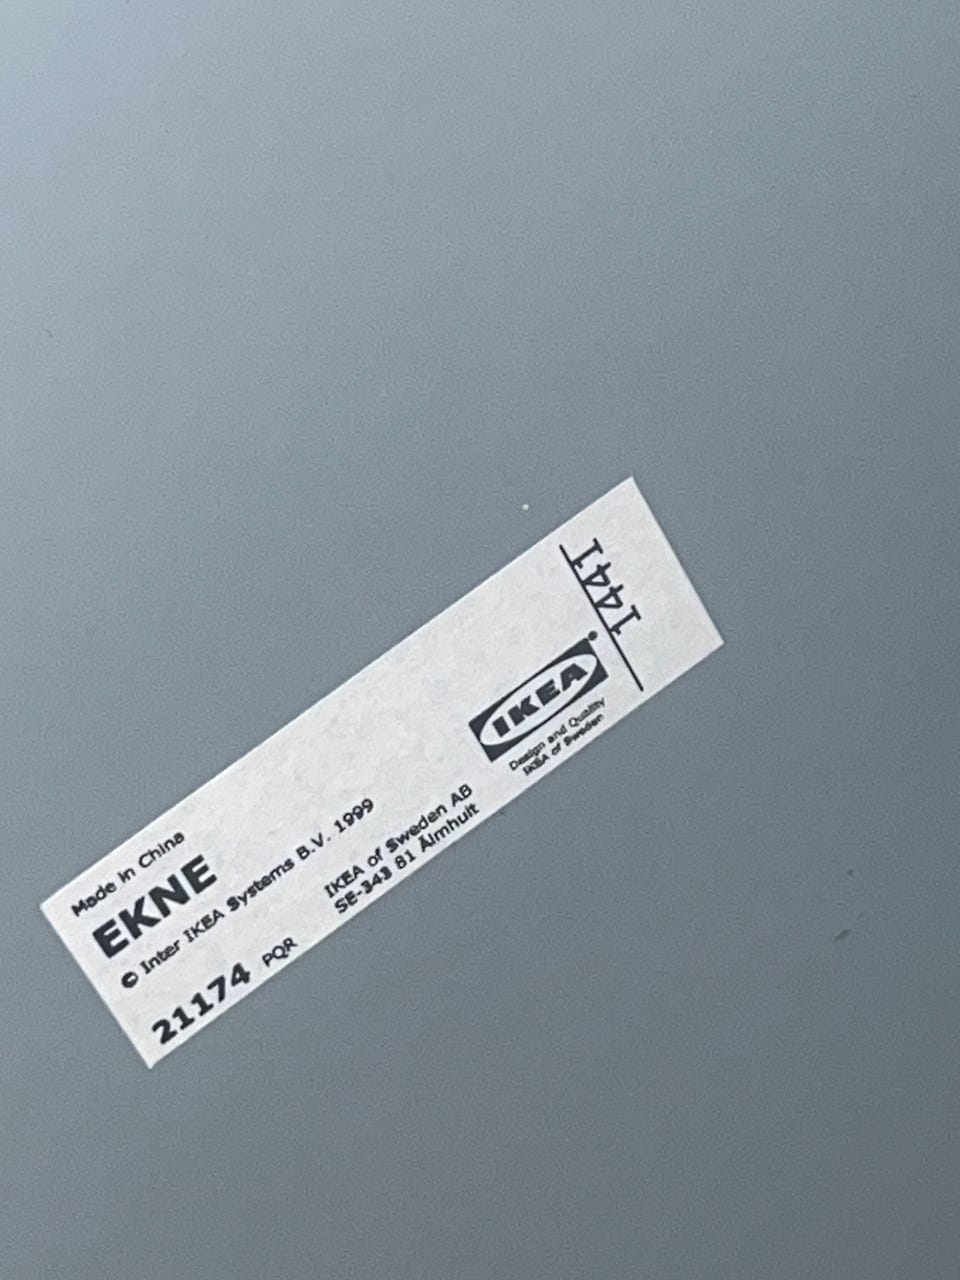 Made in China
EKNE
© Inter IKEA Systems B.V. 1999
21174 PQR
IKEA of Sweden AB
SE-343 81 Älmhult
IKEA®
Design and Quality
IKEA of Sweden
1441